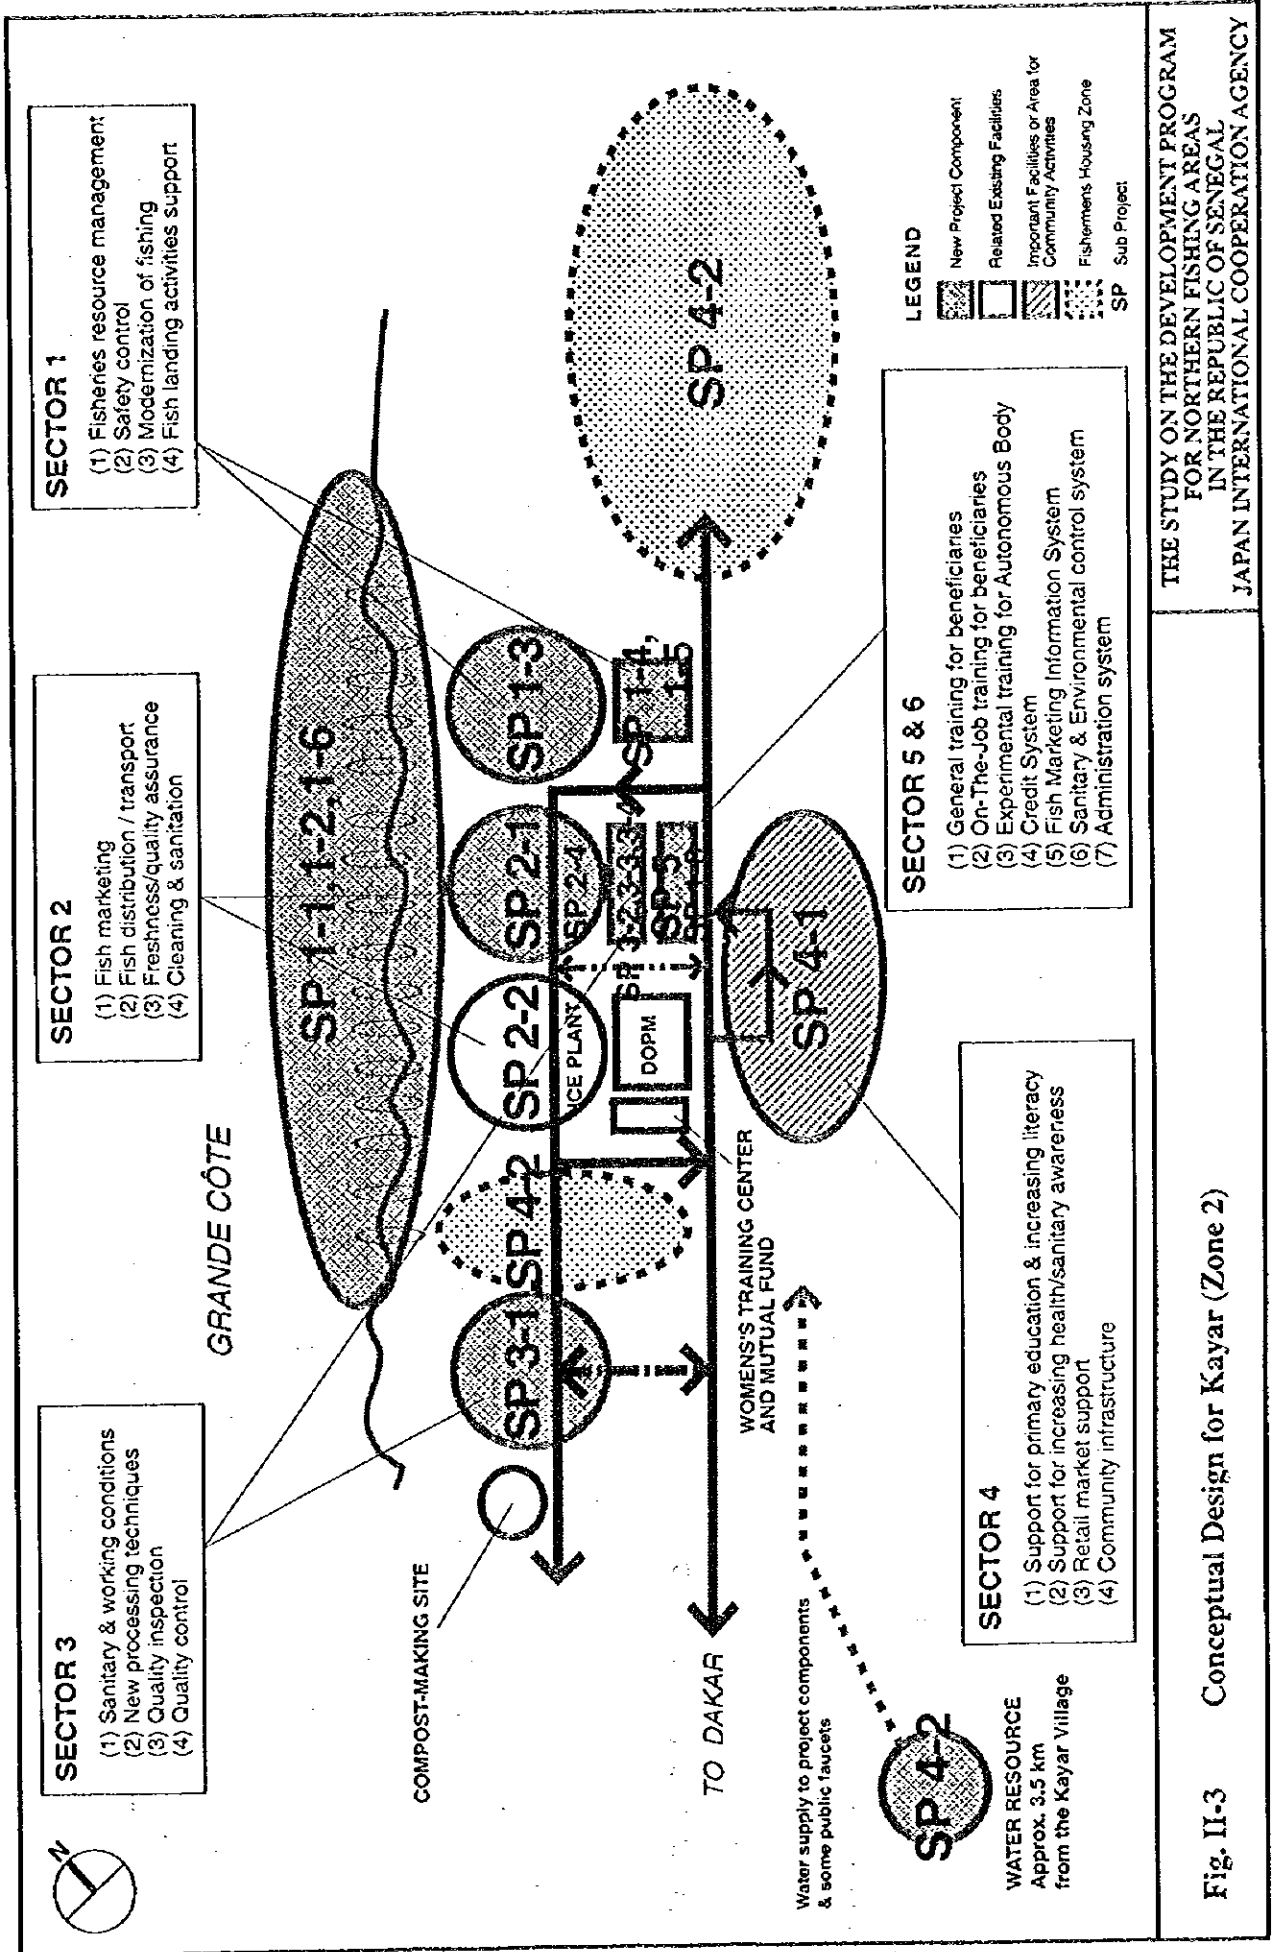 N
SECTOR 3
(1) Sanitary & working conditions
(2) New processing techniques
(3) Quality inspection
(4) Quality control
SECTOR 2
(1) Fish marketing
(2) Fish distribution / transport
(3) Freshness/quality assurance
(4) Cleaning & sanitation
SECTOR 1
(1) Fisheries resource management
(2) Safety control
(3) Modernization of fishing
(4) Fish landing activities support
GRANDE CÔTE
SP 1-1,1-2,1-6
COMPOST-MAKING SITE
SP 3-1
SP 4-2
SP 2-2
ICE PLANT
SP 2-1
SP 2-4
SP 1-3
SP 1-4,
1-5
DOPM
SP 4-2
TO DAKAR
WOMENS'S TRAINING CENTER
AND MUTUAL FUND
SP 4-1
Water supply to project components
& some public faucets
SP 4-2
WATER RESOURCE
Approx. 3.5 km
from the Kayar Village
SECTOR 4
(1) Support for primary education & increasing literacy
(2) Support for increasing health/sanitary awareness
(3) Retail market support
(4) Community infrastructure
SECTOR 5 & 6
(1) General training for beneficiaries
(2) On-The-Job training for beneficiaries
(3) Experimental training for Autonomous Body
(4) Credit System
(5) Fish Marketing Information System
(6) Sanitary & Environmental control system
(7) Administration system
LEGEND
New Project Component
Related Existing Facilities
Important Facilities or Area for
Community Activities
Fishermens Housing Zone
SP Sub Project
Fig. II-3 Conceptual Design for Kayar (Zone 2)
THE STUDY ON THE DEVELOPMENT PROGRAM
FOR NORTHERN FISHING AREAS
IN THE REPUBLIC OF SENEGAL
JAPAN INTERNATIONAL COOPERATION AGENCY